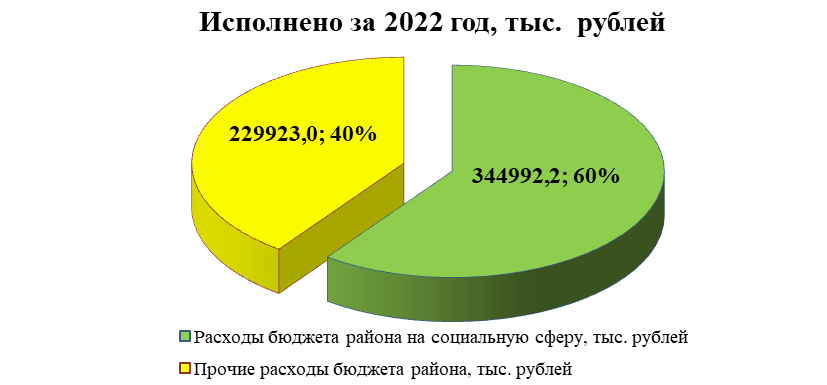 Исполнено за 2022 год, тыс.  рублей
229923,0; 40%
344992,2; 60%
Расходы бюджета района на социальную сферу, тыс. рублей
Прочие расходы бюджета района, тыс. рублей